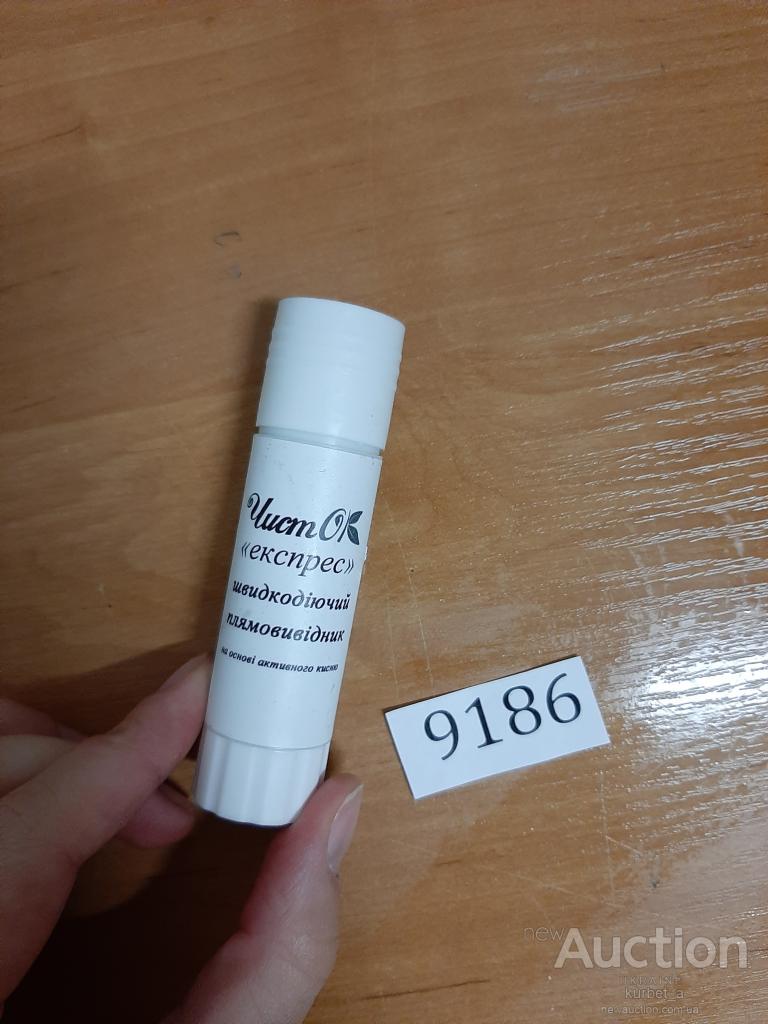 ЧистОК
«експрес»
швидкодіючий
плямовивідник
на основі активного кисню
9186
new Auction
UKRAINE
kurbet_a
newauction.com.ua